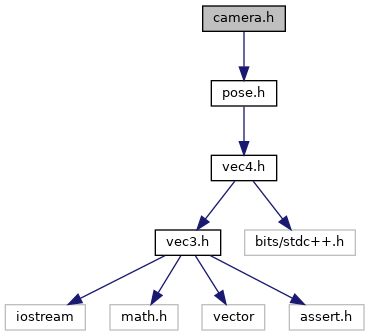 camera.h
pose.h
vec4.h
vec3.h
bits/stdc++.h
iostream
math.h
vector
assert.h